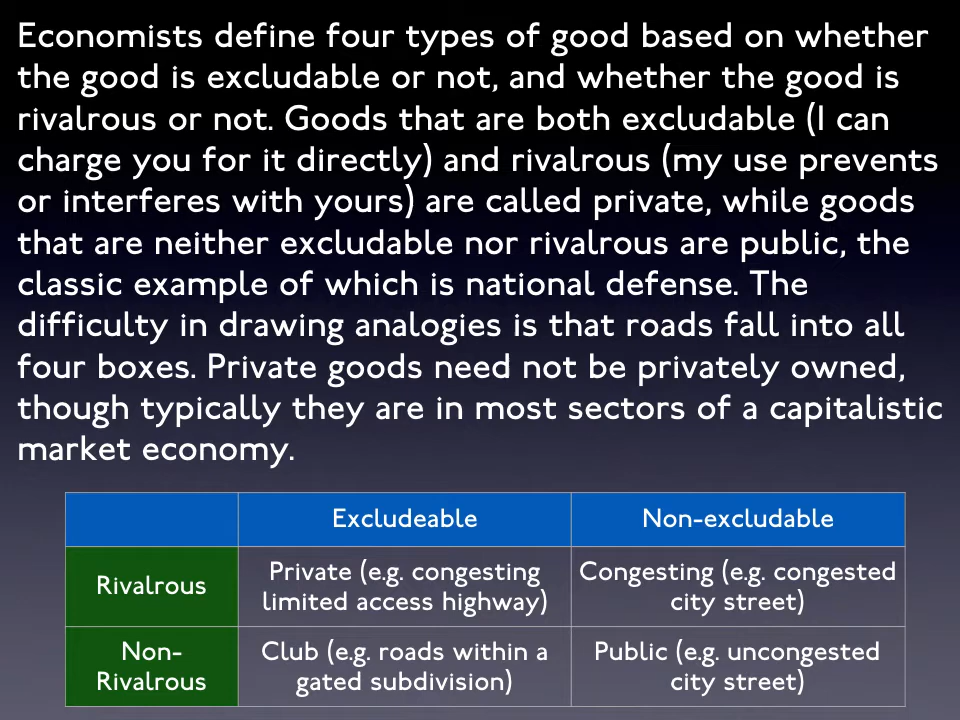 Economists define four types of good based on whether
the good is excludable or not, and whether the good is
rivalrous or not. Goods that are both excludable (I can
charge you for it directly) and rivalrous (my use prevents
or interferes with yours) are called private, while goods
that are neither excludable nor rivalrous are public, the
classic example of which is national defense. The
difficulty in drawing analogies is that roads fall into all
four boxes. Private goods need not be privately owned,
though typically they are in most sectors of a capitalistic
market economy.
Excludeable
Non-excludable
Rivalrous
Private (e.g. congesting
limited access highway)
Congesting (e.g. congested
city street)
Non-
Rivalrous
Club (e.g. roads within a
gated subdivision)
Public (e.g. uncongested
city street)